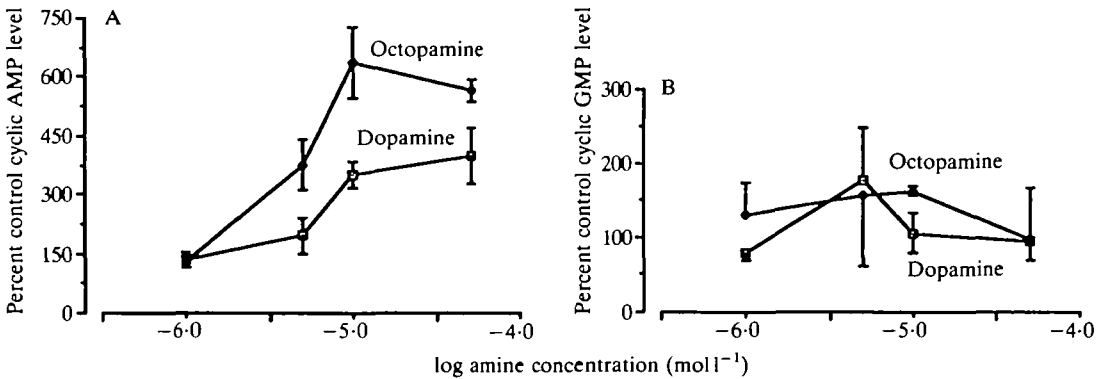 Percent control cyclic AMP level
750
600
450
300
150
0
A
Octopamine
Dopamine
−6·0
−5·0
−4·0
Percent control cyclic GMP level
300
200
100
0
B
Octopamine
Dopamine
−6·0
−5·0
−4·0
log amine concentration (mol l⁻¹)